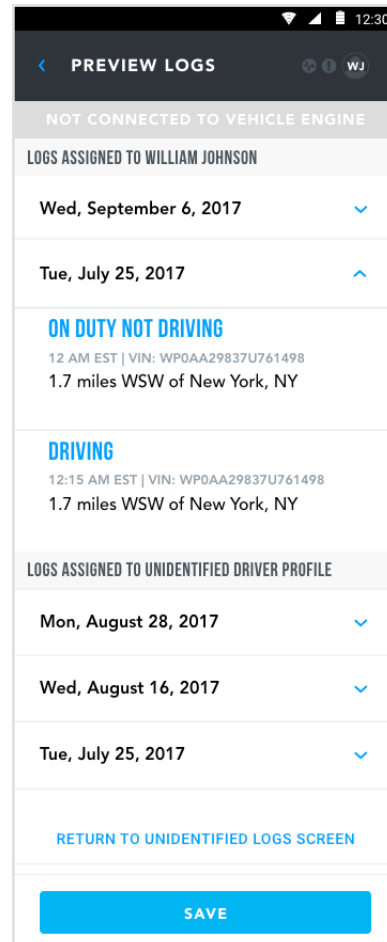 12:30
PREVIEW LOGS
WJ
NOT CONNECTED TO VEHICLE ENGINE
LOGS ASSIGNED TO WILLIAM JOHNSON
Wed, September 6, 2017
Tue, July 25, 2017
ON DUTY NOT DRIVING
12 AM EST | VIN: WP0AA29837U761498
1.7 miles WSW of New York, NY
DRIVING
12:15 AM EST | VIN: WP0AA29837U761498
1.7 miles WSW of New York, NY
LOGS ASSIGNED TO UNIDENTIFIED DRIVER PROFILE
Mon, August 28, 2017
Wed, August 16, 2017
Tue, July 25, 2017
RETURN TO UNIDENTIFIED LOGS SCREEN
SAVE